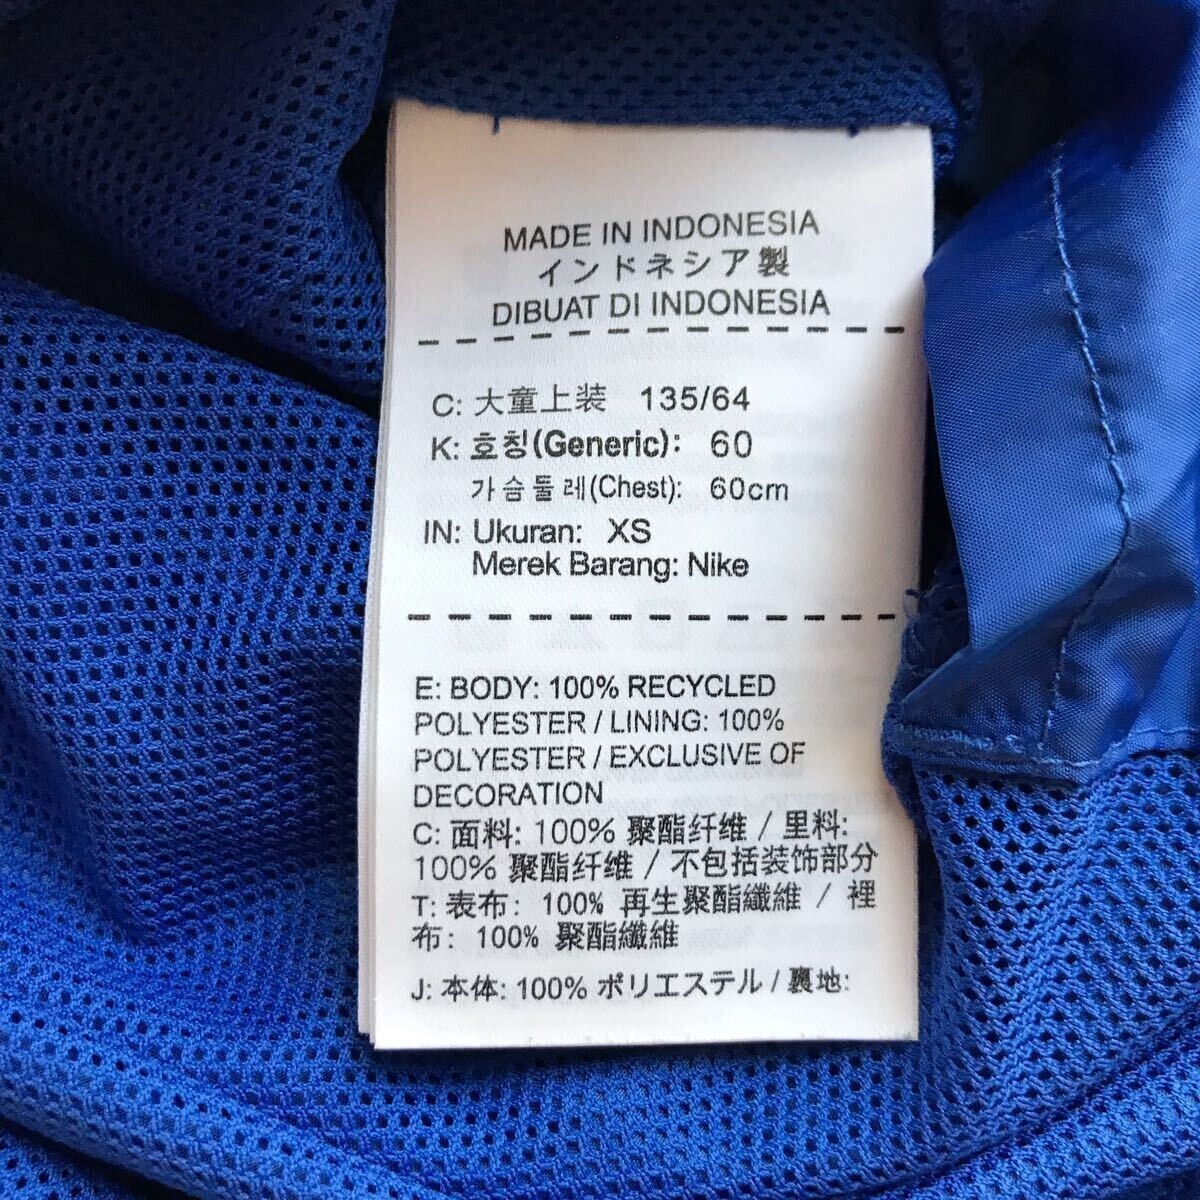 MADE IN INDONESIA
インドネシア製
DIBUAT DI INDONESIA
C: 大童上装 135/64
K: 호칭(Generic): 60
가슴둘레(Chest): 60cm
IN: Ukuran: XS
Merek Barang: Nike
E: BODY: 100% RECYCLED
POLYESTER / LINING: 100%
POLYESTER / EXCLUSIVE OF
DECORATION
C: 面料: 100% 聚酯纤维 / 里料:
100% 聚酯纤维 / 不包括装饰部分
T: 表布: 100% 再生聚酯纖維 / 裡
布: 100% 聚酯纖維
J: 本体: 100% ポリエステル / 裏地: